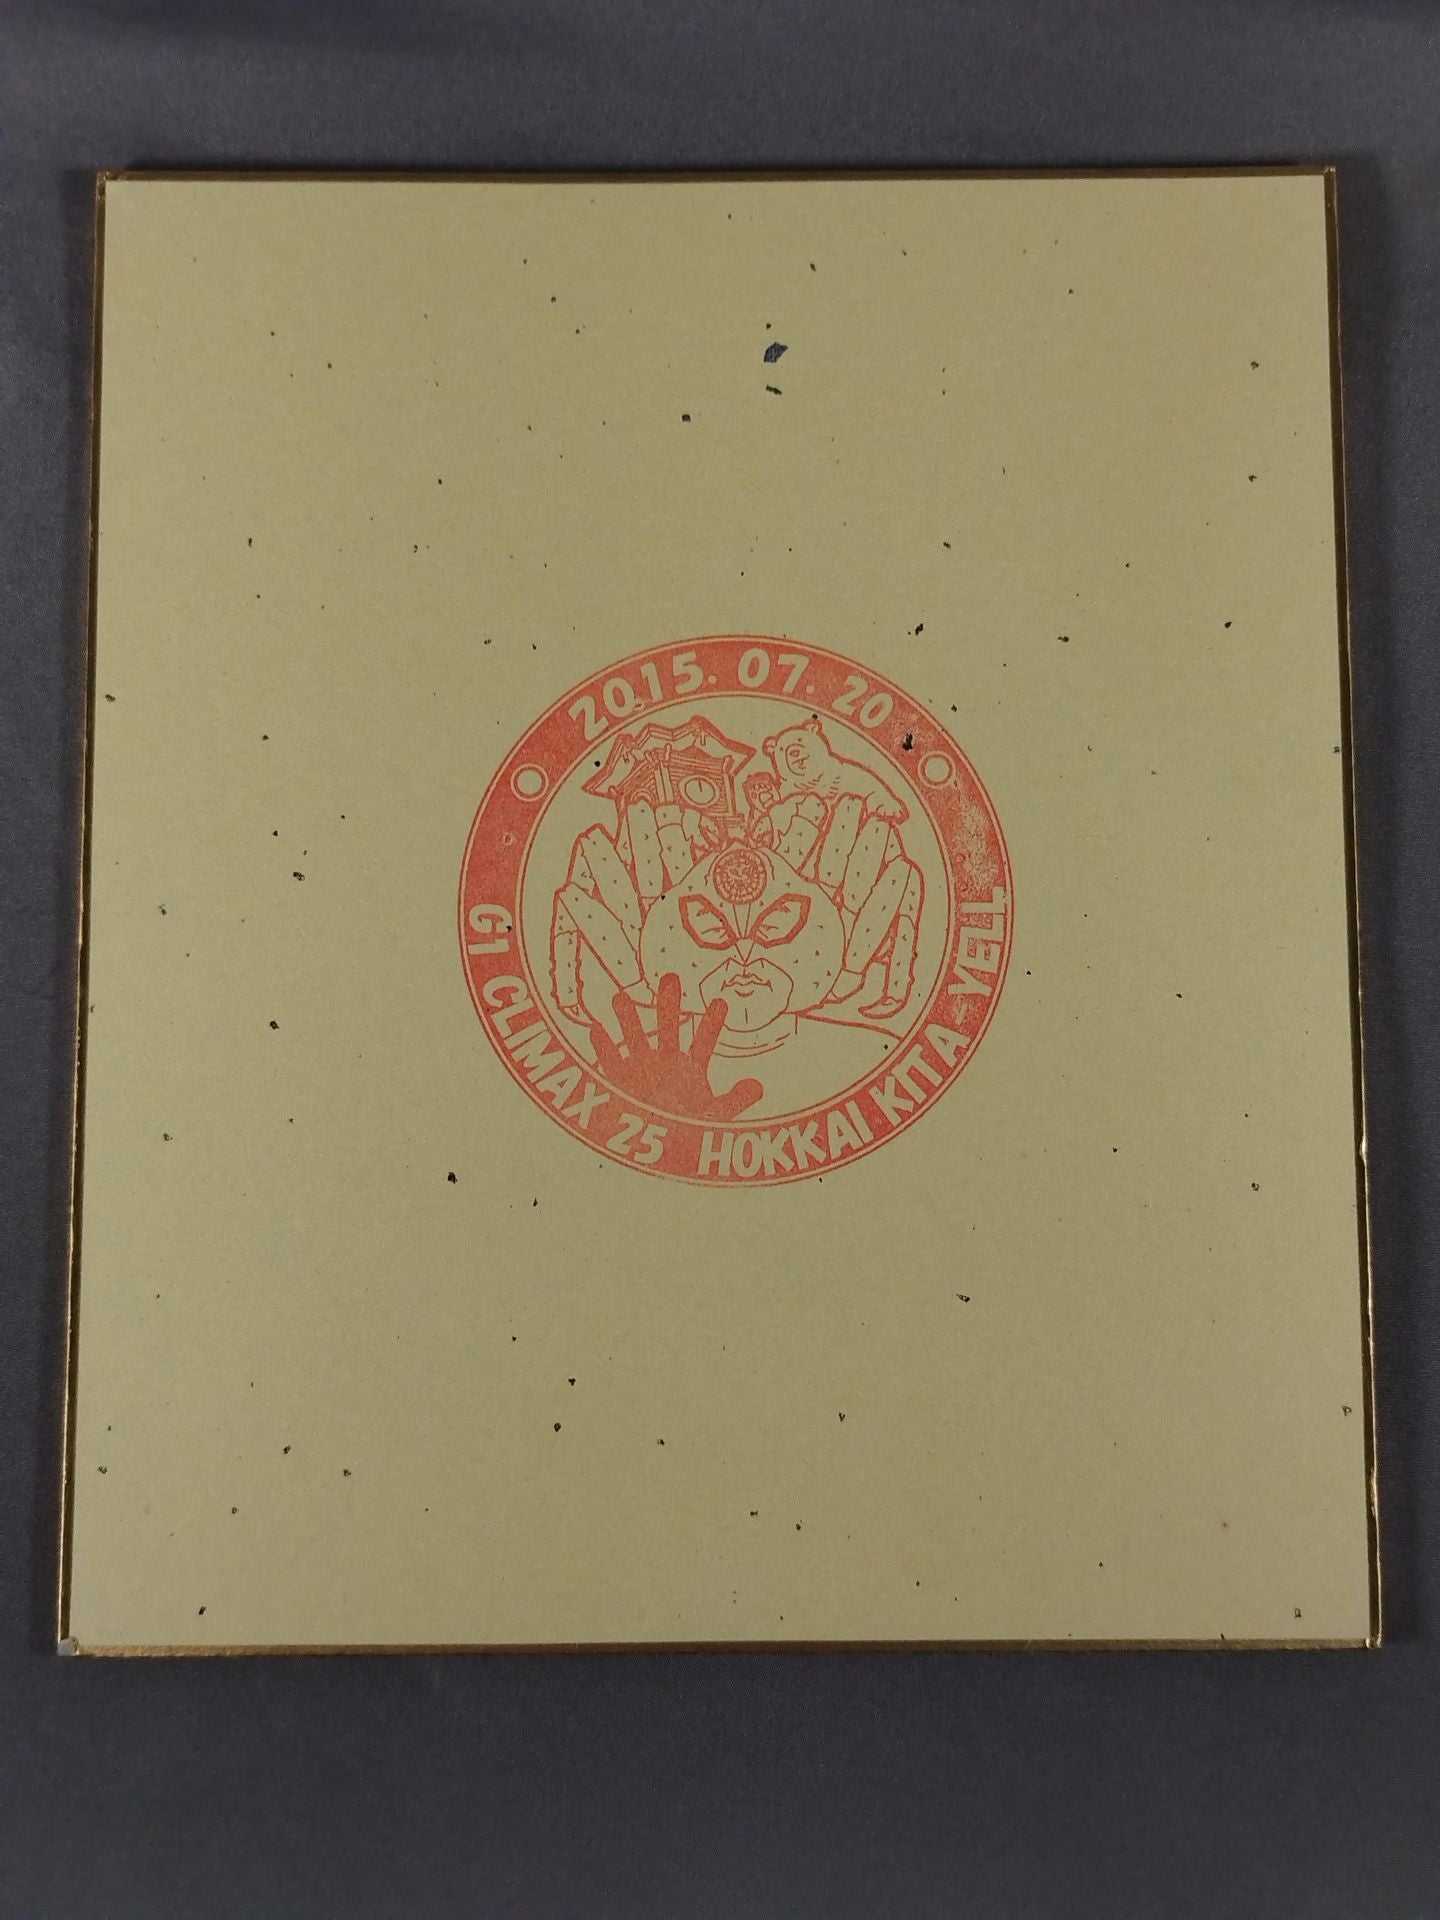 2015. 07. 20
G1 CLIMAX 25 HOKKAI KITA YELL